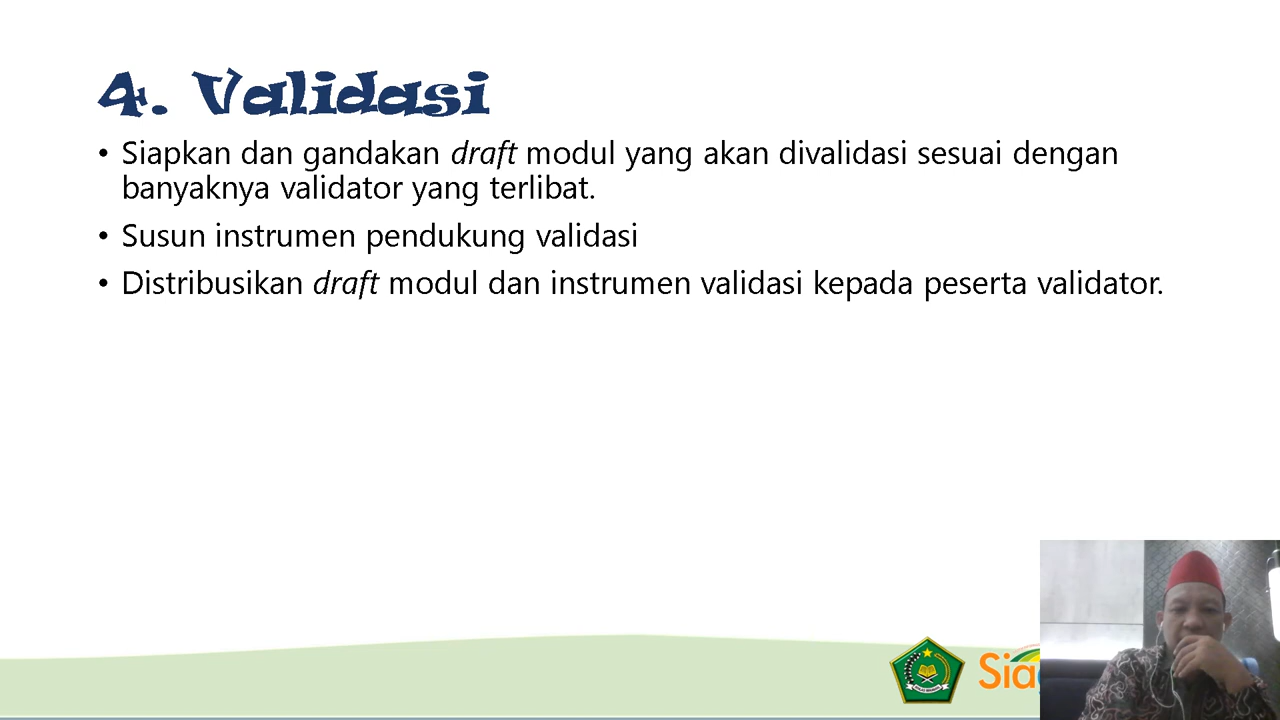 4. Validasi
• Siapkan dan gandakan draft modul yang akan divalidasi sesuai dengan
banyaknya validator yang terlibat.
• Susun instrumen pendukung validasi
• Distribusikan draft modul dan instrumen validasi kepada peserta validator.